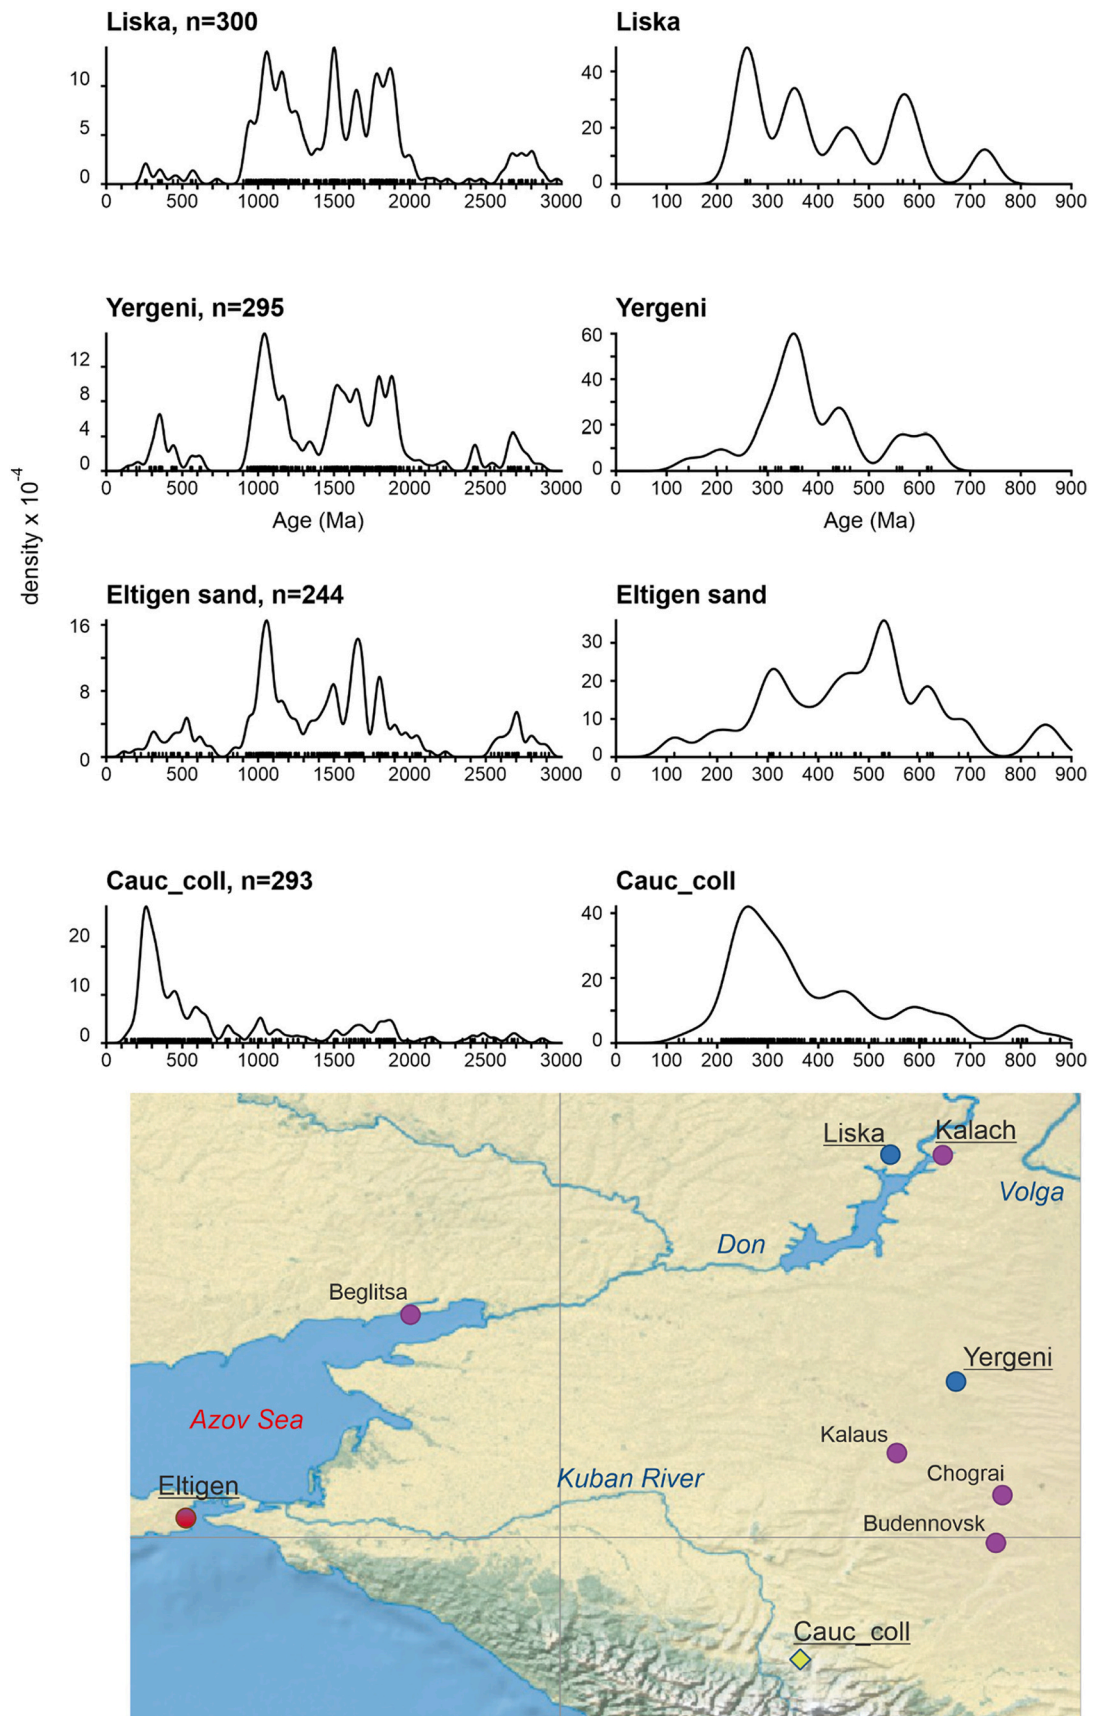 Liska, n=300
Liska
10
5
0
0 500 1000 1500 2000 2500 3000
40
20
0
0 100 200 300 400 500 600 700 800 900
Yergeni, n=295
Yergeni
12
8
4
0
0 500 1000 1500 2000 2500 3000
Age (Ma)
60
40
20
0
0 100 200 300 400 500 600 700 800 900
Age (Ma)
density x 10⁻⁴
Eltigen sand, n=244
Eltigen sand
16
8
0
0 500 1000 1500 2000 2500 3000
30
20
10
0
0 100 200 300 400 500 600 700 800 900
Cauc_coll, n=293
Cauc_coll
20
10
0
0 500 1000 1500 2000 2500 3000
40
20
0
0 100 200 300 400 500 600 700 800 900
Liska
Kalach
Volga
Don
Beglitsa
Yergeni
Azov Sea
Kalaus
Chograi
Kuban River
Eltigen
Budennovsk
Cauc_coll